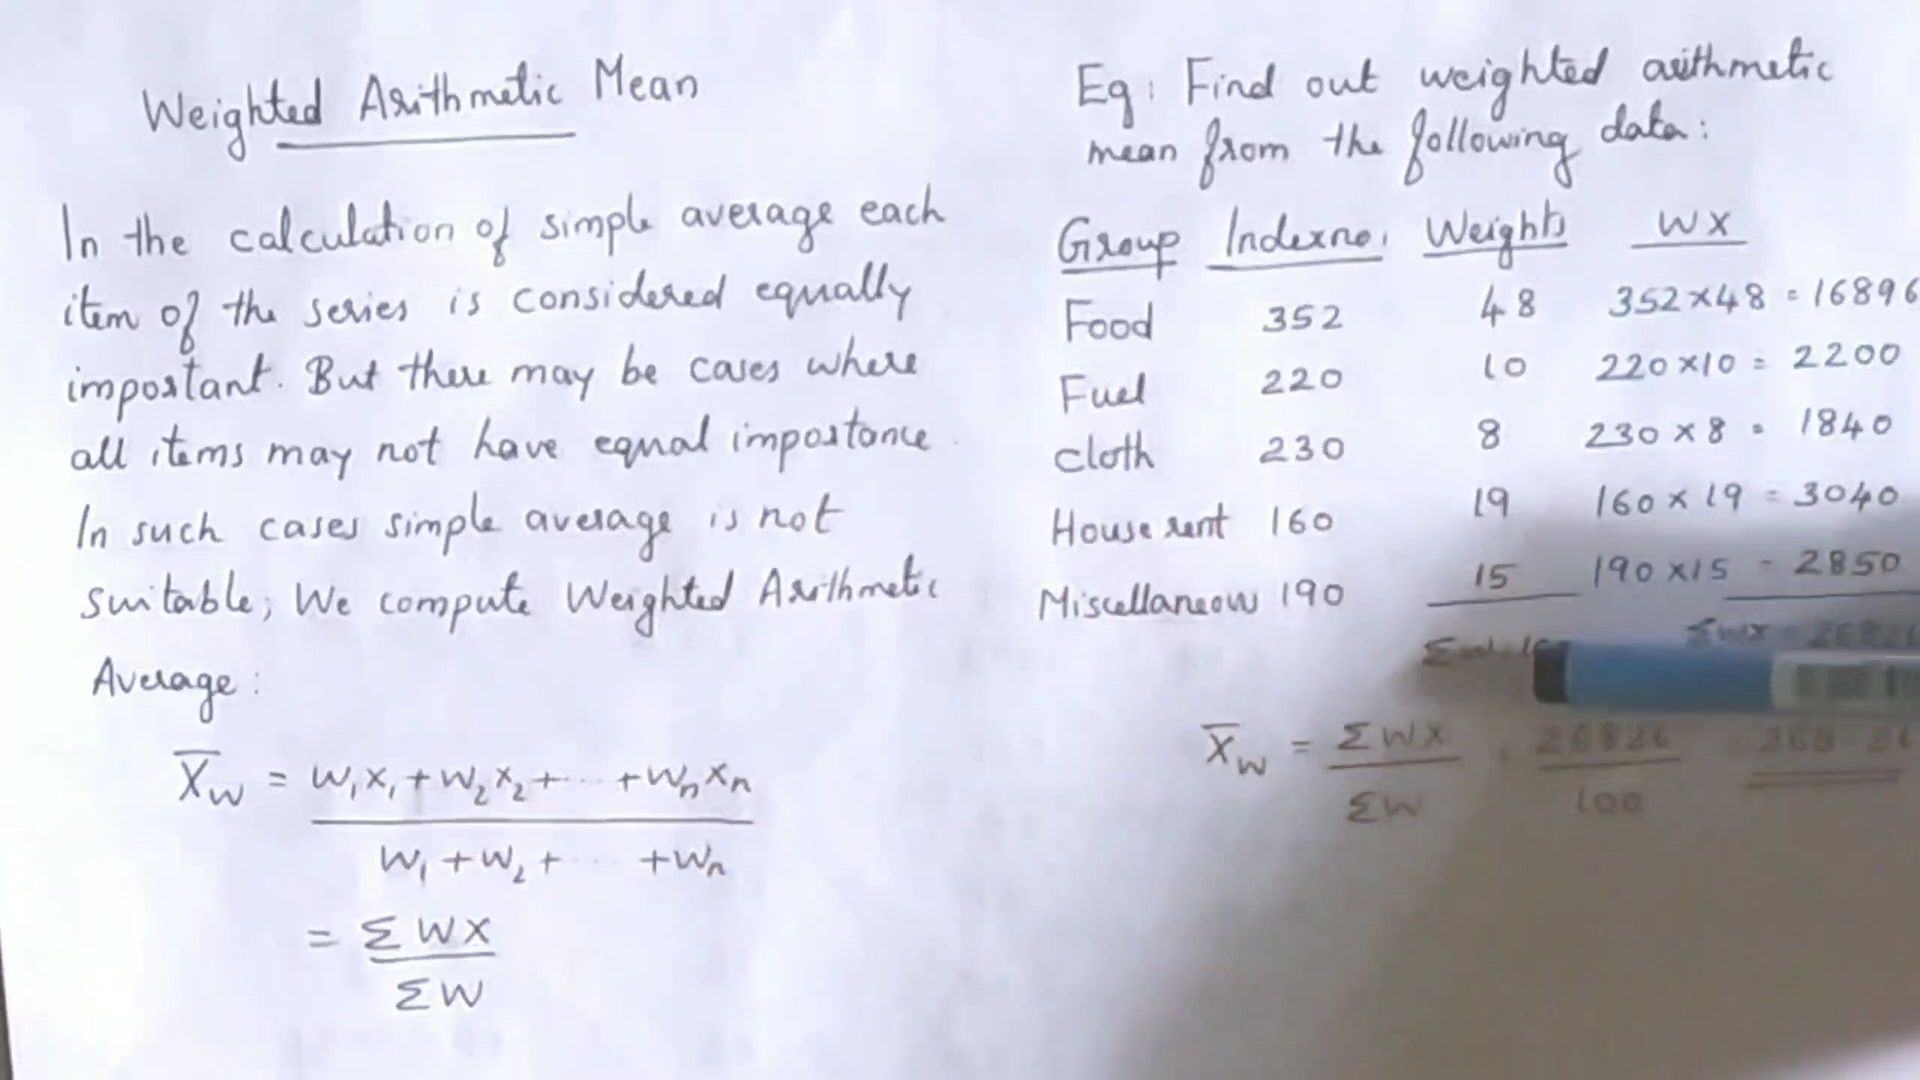 Weighted Arithmetic Mean
In the calculation of simple average each
item of the series is considered equally
important. But there may be cases where
all items may not have equal importance.
In such cases simple average is not
suitable, We compute Weighted Arithmetic
Average:
X̅w = W₁x₁+W₂x₂+···+Wₙxₙ
W₁+W₂+···+Wₙ
= ΣWX
ΣW
Eg: Find out weighted arithmetic
mean from the following data:
Group Indexno. Weights WX
Food 352 48 352×48 = 16896
Fuel 220 10 220×10 = 2200
cloth 230 8 230×8 = 1840
House rent 160 19 160×19 = 3040
Miscellaneous 190 15 190×15 = 2850
ΣW ΣWX = 
X̅w = ΣWX = 26826 = 268.26
ΣW 100